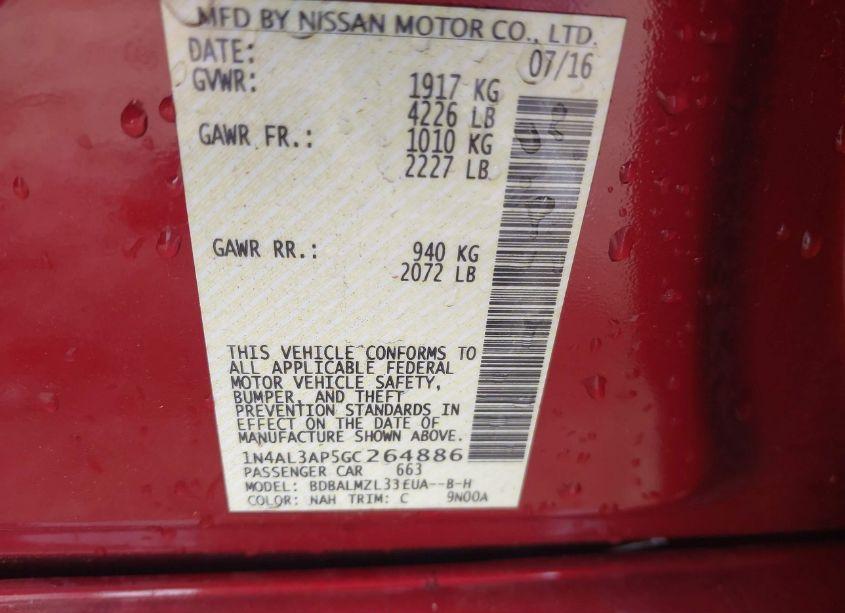 MFD BY NISSAN MOTOR CO., LTD.
DATE: 07/16
GVWR: 1917 KG
4226 LB
GAWR FR.: 1010 KG
2227 LB
GAWR RR.: 940 KG
2072 LB
THIS VEHICLE CONFORMS TO
ALL APPLICABLE FEDERAL
MOTOR VEHICLE SAFETY,
BUMPER, AND THEFT
PREVENTION STANDARDS IN
EFFECT ON THE DATE OF
MANUFACTURE SHOWN ABOVE.
1N4AL3AP5GC264886
PASSENGER CAR 663
MODEL: BDBALMZL33EUA--B-H
COLOR: NAH TRIM: C 9N00A